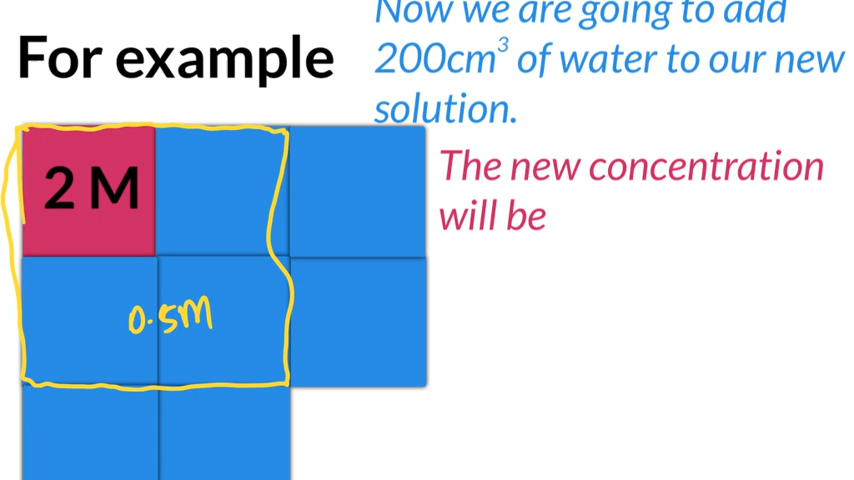 Now we are going to add
For example
200cm³ of water to our new
solution.
2 M
The new concentration
will be
0.5M